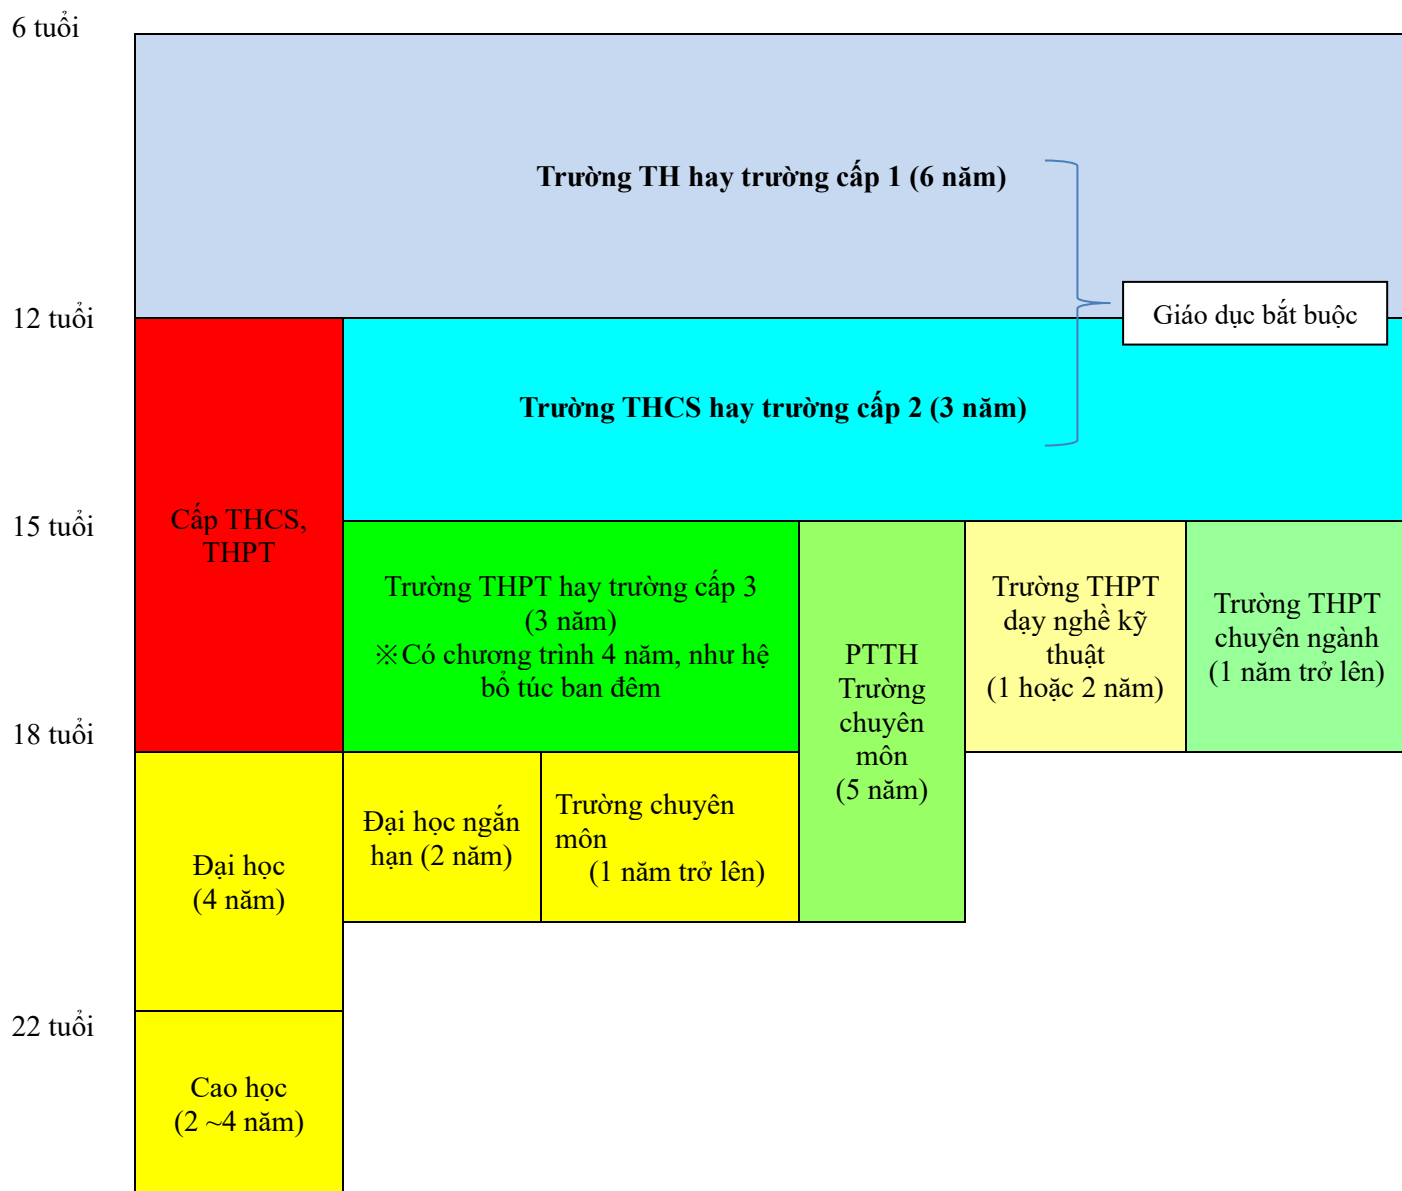 6 tuổi
Trường TH hay trường cấp 1 (6 năm)
Giáo dục bắt buộc
12 tuổi
Trường THCS hay trường cấp 2 (3 năm)
Cấp THCS,
THPT
15 tuổi
Trường THPT hay trường cấp 3
(3 năm)
※Có chương trình 4 năm, như hệ
bổ túc ban đêm
PTTH
Trường
chuyên
môn
(5 năm)
Trường THPT
dạy nghề kỹ
thuật
(1 hoặc 2 năm)
Trường THPT
chuyên ngành
(1 năm trở lên)
18 tuổi
Đại học
(4 năm)
Đại học ngắn
hạn (2 năm)
Trường chuyên
môn
(1 năm trở lên)
22 tuổi
Cao học
(2 ~4 năm)